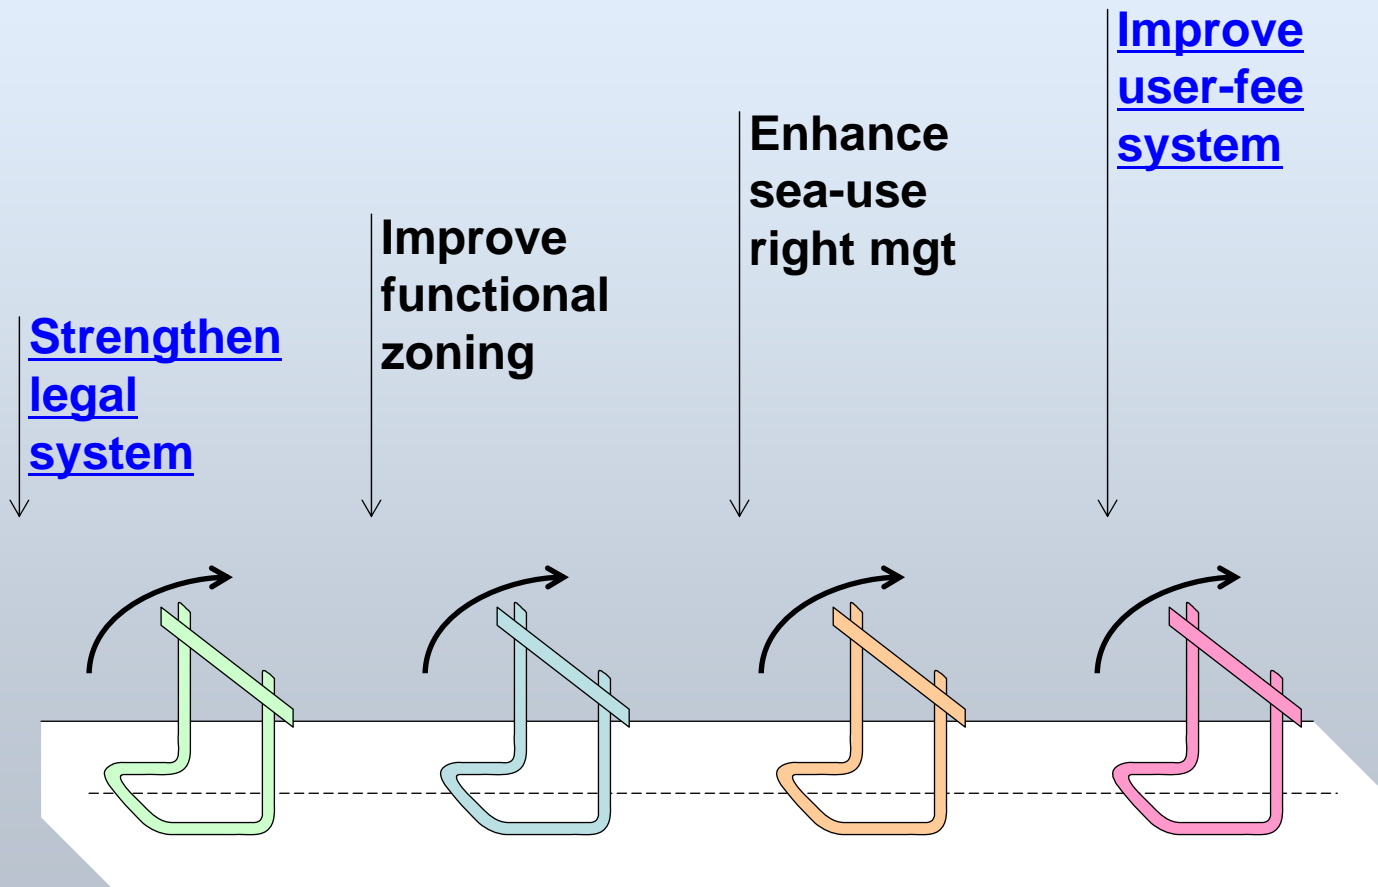 Strengthen
legal
system
Improve
functional
zoning
Enhance
sea-use
right mgt
Improve
user-fee
system